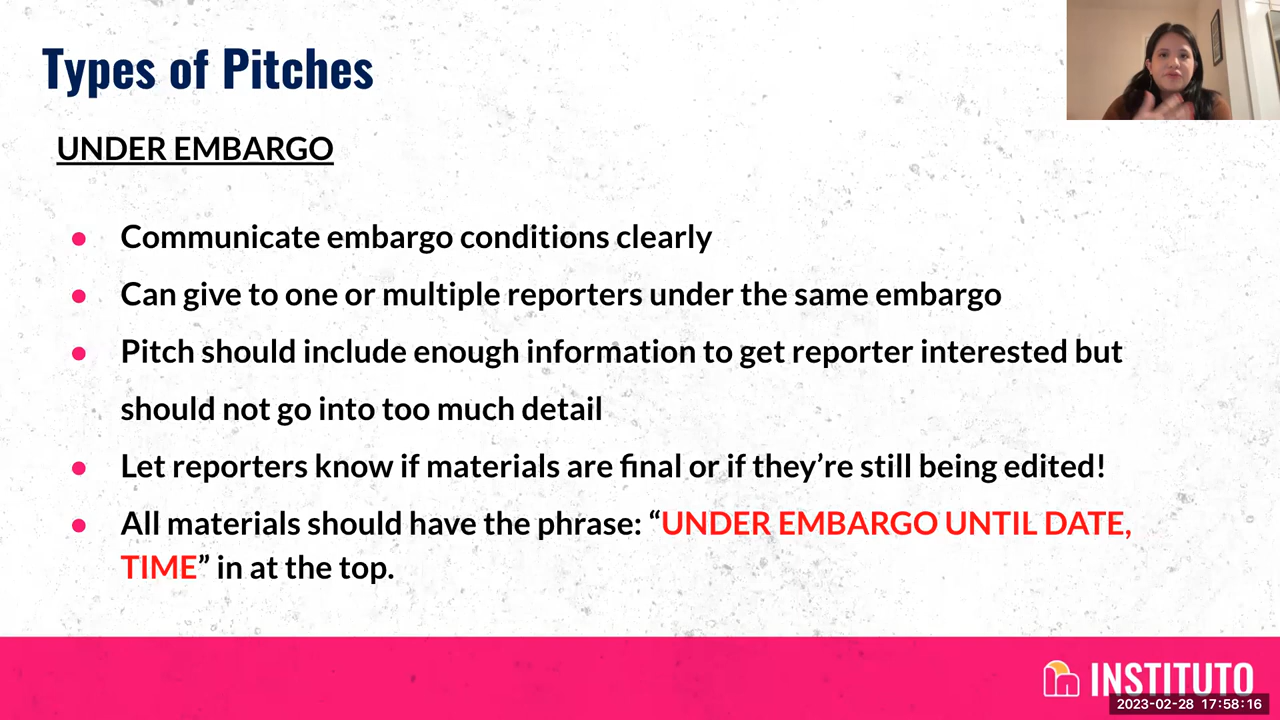 Types of Pitches
UNDER EMBARGO
● Communicate embargo conditions clearly
● Can give to one or multiple reporters under the same embargo
● Pitch should include enough information to get reporter interested but
should not go into too much detail
● Let reporters know if materials are final or if they’re still being edited!
● All materials should have the phrase: “UNDER EMBARGO UNTIL DATE,
TIME” in at the top.
INSTITUTO
2023-02-28 17:58:16